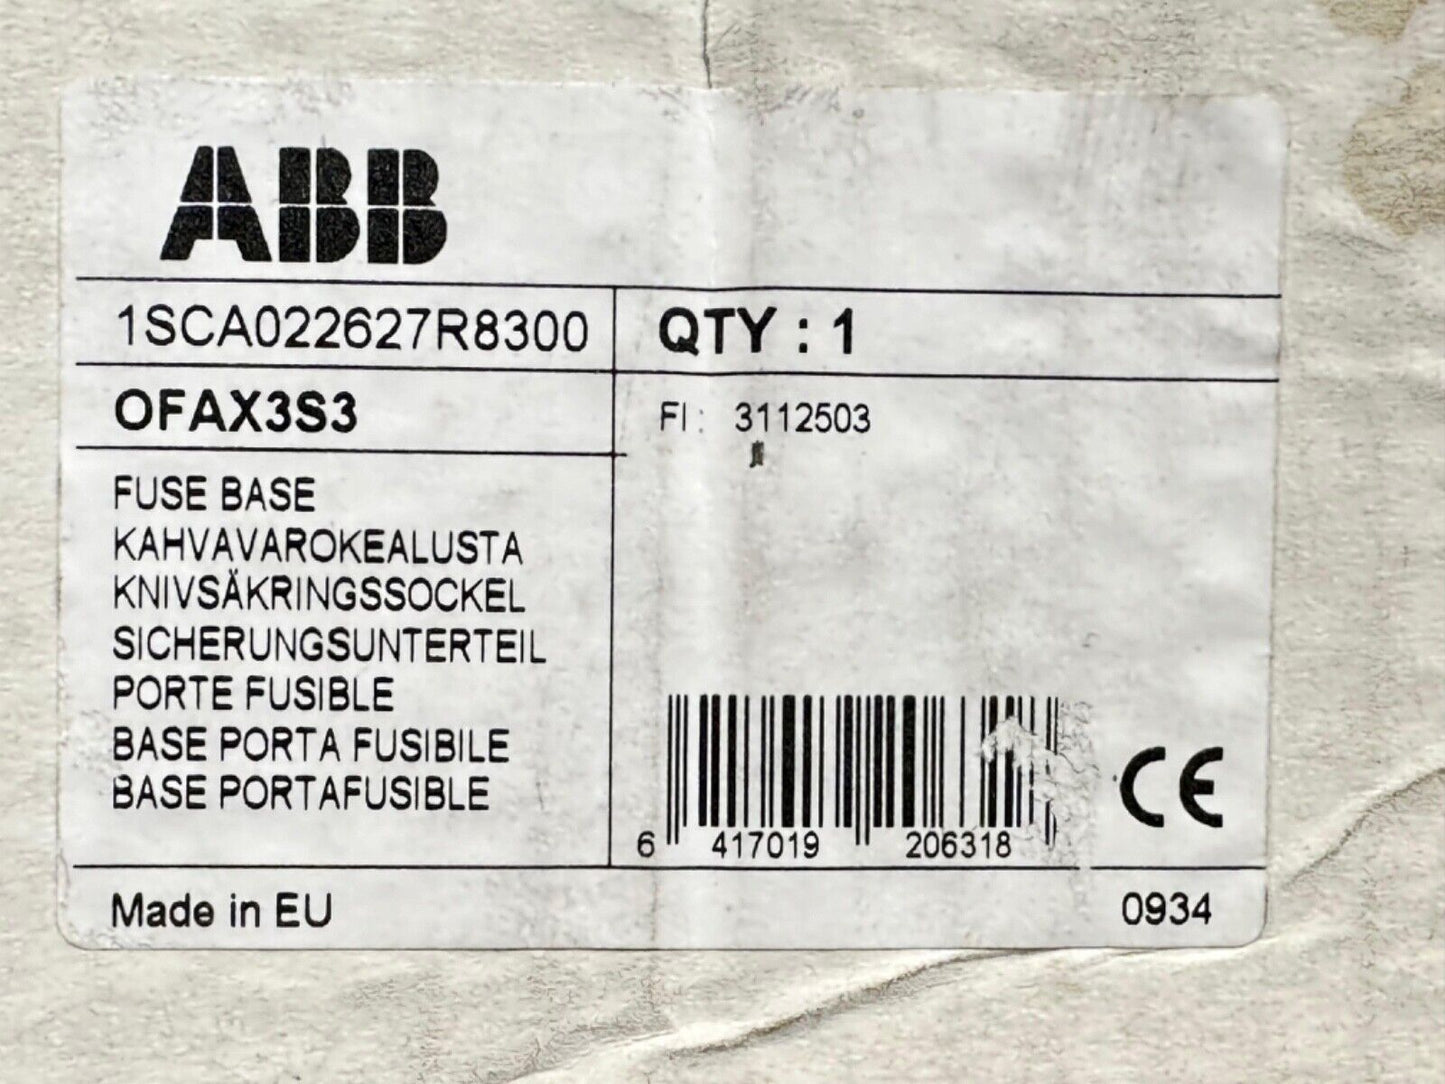 ABB
1SCA022627R8300
QTY : 1
OFAX3S3
FI: 3112503
FUSE BASE
KAHVAVAROKEALUSTA
KNIVSÄKRINGSSOCKEL
SICHERUNGSUNTERTEIL
PORTE FUSIBLE
BASE PORTA FUSIBILE
BASE PORTAFUSIBLE
6 417019 206318
CE
Made in EU
0934